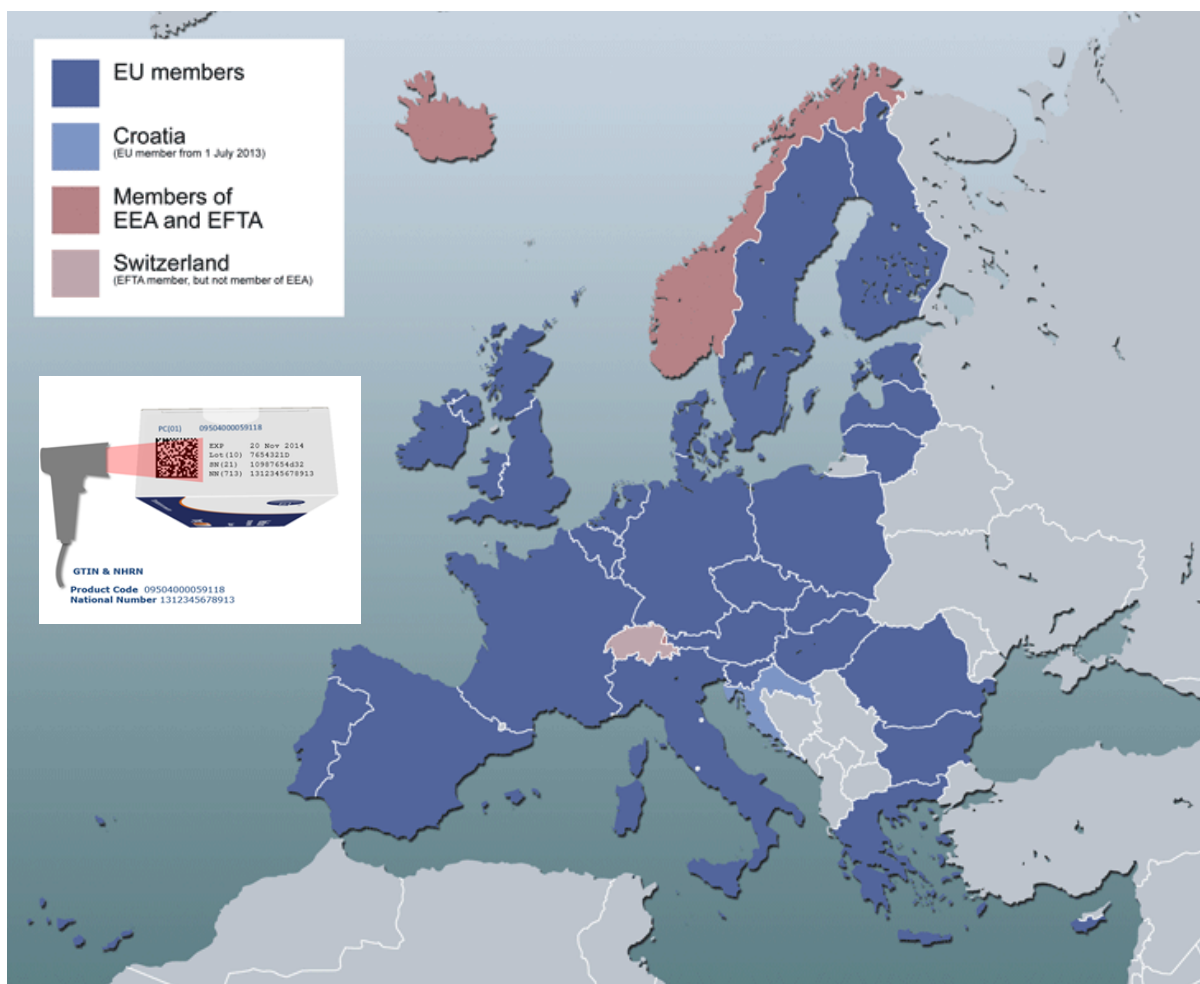 EU members
Croatia
(EU member from 1 July 2013)
Members of
EEA and EFTA
Switzerland
(EFTA member, but not member of EEA)
PC(01) 09504000059118
EXP 20 Nov 2014
Lot(10) 7654321D
SN(21) 10987654d32
NN(713) 1312345678913
GTIN & NHRN
Product Code 09504000059118
National Number 1312345678913